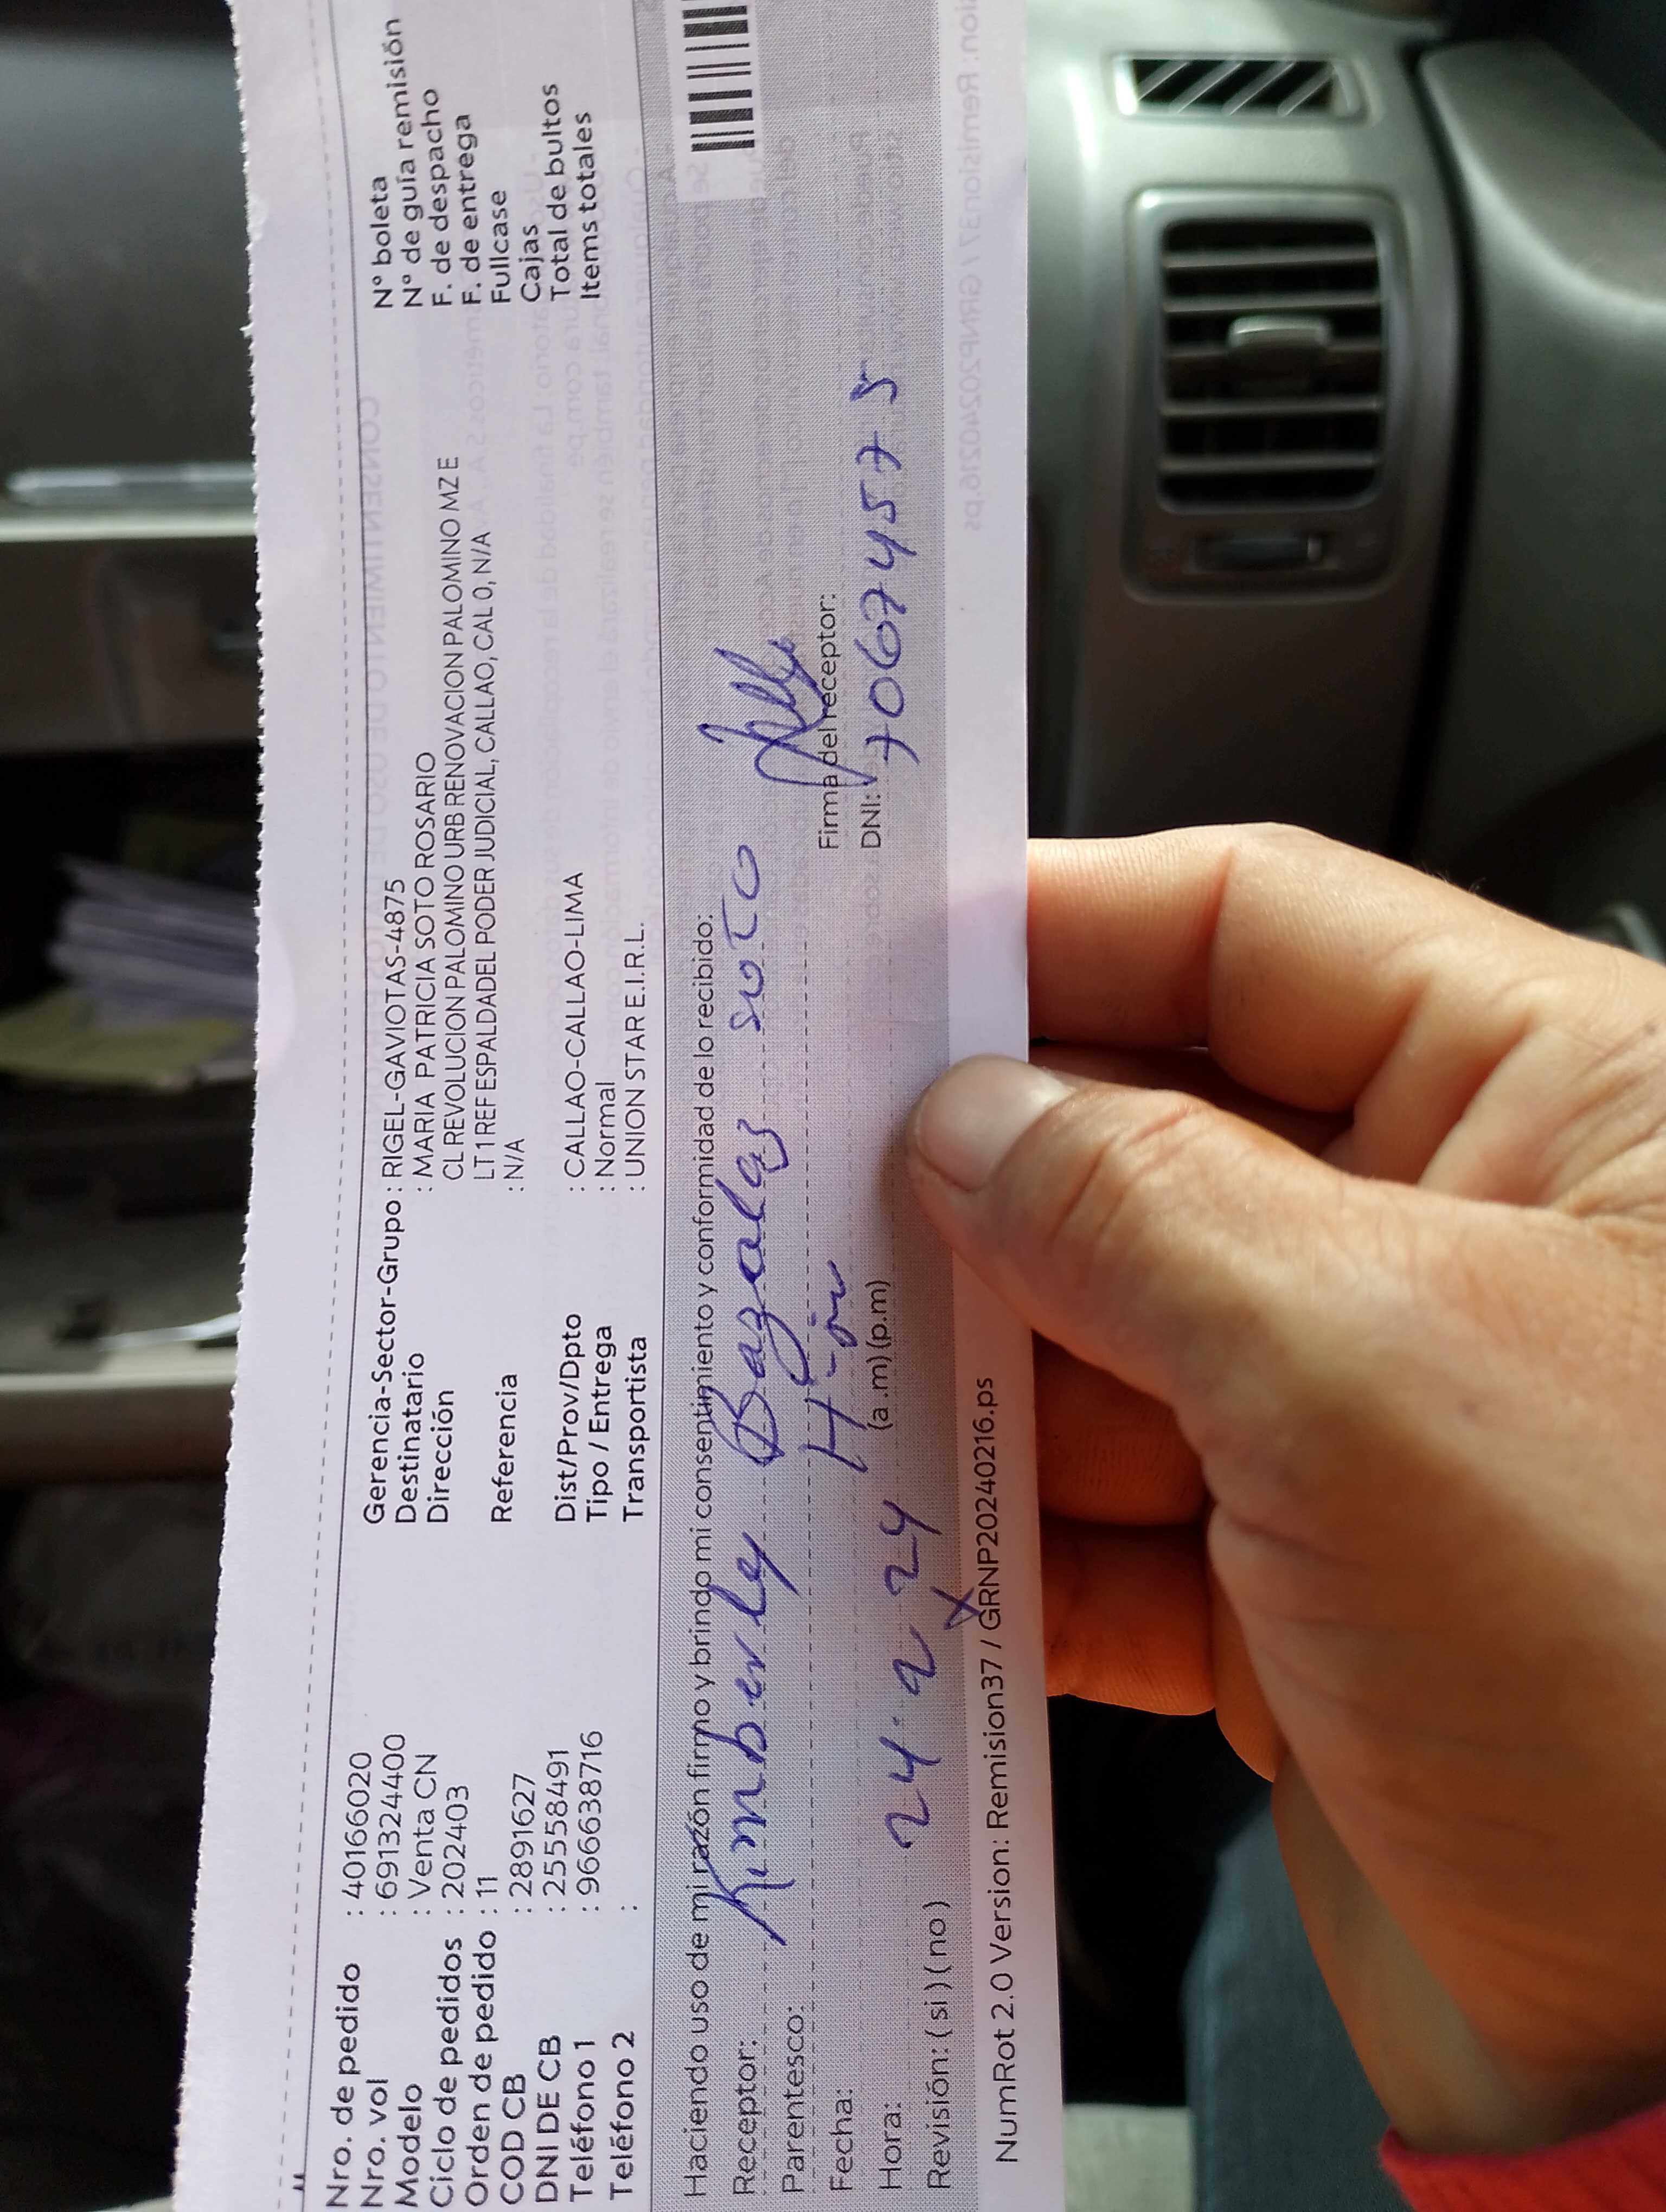 Nro. de pedido : 40166020
Nro. vol : 691324400
Modelo : Venta CN
Ciclo de pedidos : 202403
Orden de pedido : 11
COD CB : 2891627
DNI DE CB : 25558491
Teléfono 1 : 966638716
Teléfono 2 :
Gerencia-Sector-Grupo : RIGEL-GAVIOTAS-4875
Destinatario : MARIA PATRICIA SOTO ROSARIO
Dirección CL REVOLUCION PALOMINO URB RENOVACION PALOMINO MZ E
LT 1 REF ESPALDADEL PODER JUDICIAL, CALLAO, CAL 0, N/A
Referencia : N/A
Dist/Prov/Dpto : CALLAO-CALLAO-LIMA
Tipo / Entrega : Normal
Transportista : UNION STAR E.I.R.L.
N° boleta
N° de guía remisión
F. de despacho
F. de entrega
Fullcase
Cajas
Total de bultos
Items totales
Haciendo uso de mi razón firmo y brindo mi consentimiento y conformidad de lo recibido:
Receptor: Kimberly Bazalaz soto
Parentesco:
Fecha: 24 2 24
Hora: (a.m) (p.m)
Revisión: ( si ) ( no )
Firma del receptor:
DNI: 70674575
NumRot 2.0 Version: Remision37 / GRNP20240216.ps